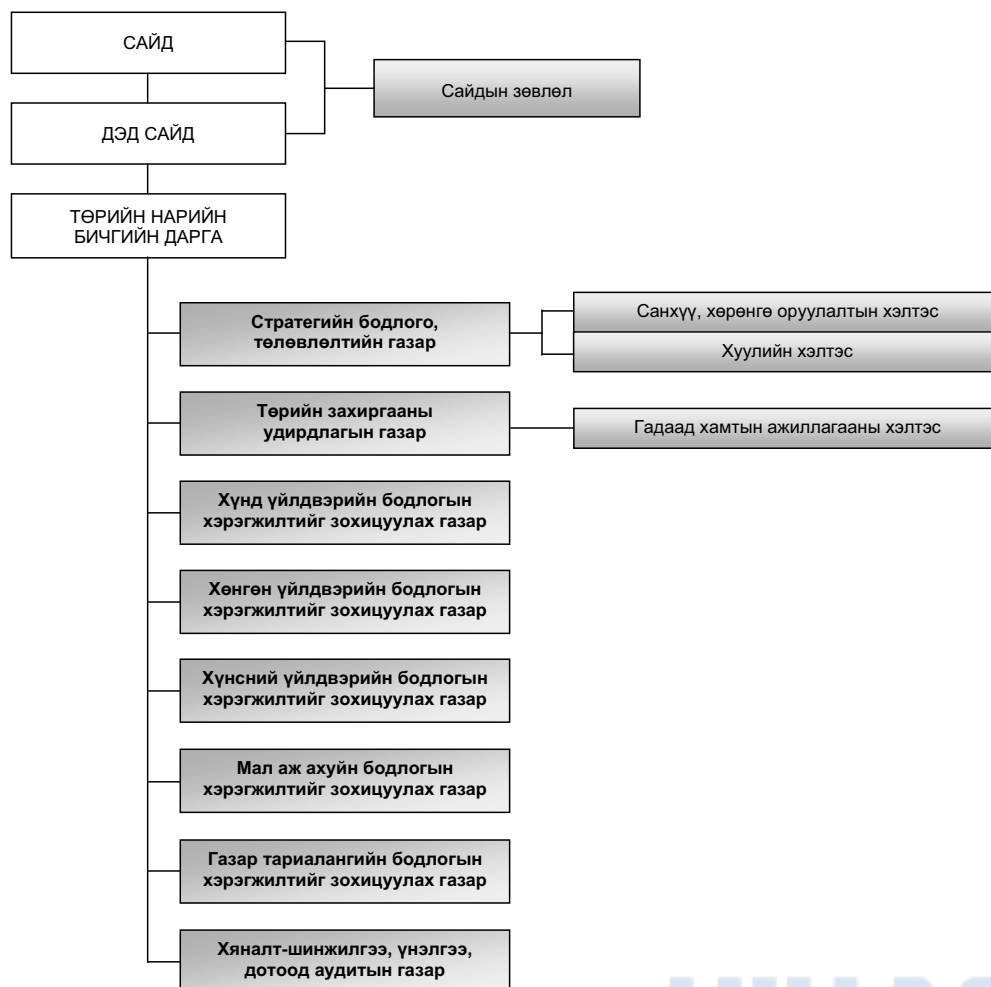 САЙД
Сайдын зөвлөл
ДЭД САЙД
ТӨРИЙН НАРИЙН
БИЧГИЙН ДАРГА
Стратегийн бодлого,
төлөвлөлтийн газар
Санхүү, хөрөнгө оруулалтын хэлтэс
Хуулийн хэлтэс
Төрийн захиргааны
удирдлагын газар
Гадаад хамтын ажиллагааны хэлтэс
Хүнд үйлдвэрийн бодлогын
хэрэгжилтийг зохицуулах газар
Хөнгөн үйлдвэрийн бодлогын
хэрэгжилтийг зохицуулах газар
Хүнсний үйлдвэрийн бодлогын
хэрэгжилтийг зохицуулах газар
Мал аж ахуйн бодлогын
хэрэгжилтийг зохицуулах газар
Газар тариалангийн бодлогын
хэрэгжилтийг зохицуулах газар
Хяналт-шинжилгээ, үнэлгээ,
дотоод аудитын газар